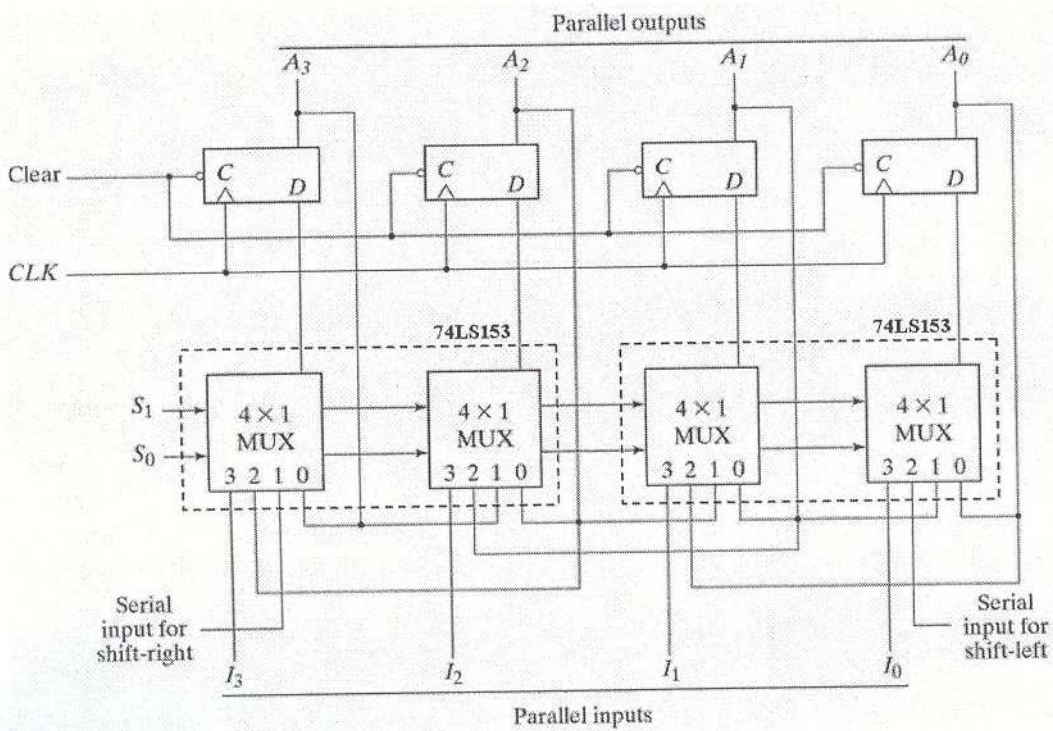 Parallel outputs
A3 A2 A1 A0
Clear C D C D C D C D
CLK
74LS153 74LS153
S1 4 × 1 MUX 4 × 1 MUX 4 × 1 MUX 4 × 1 MUX
S0
3 2 1 0 3 2 1 0 3 2 1 0 3 2 1 0
Serial
input for
shift-right
Serial
input for
shift-left
I3 I2 I1 I0
Parallel inputs